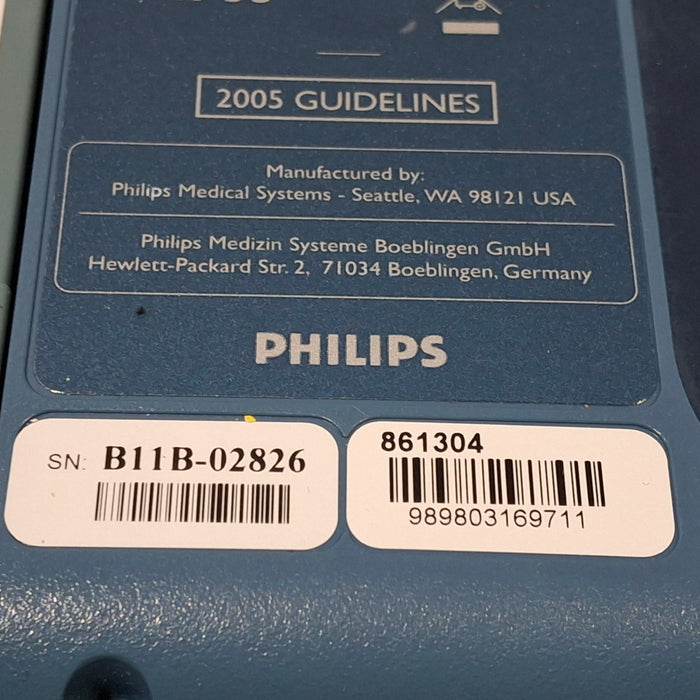 2005 GUIDELINES
Manufactured by:
Philips Medical Systems - Seattle, WA 98121 USA
Philips Medizin Systeme Boeblingen GmbH
Hewlett-Packard Str. 2, 71034 Boeblingen, Germany
PHILIPS
SN: B11B-02826
861304
989803169711